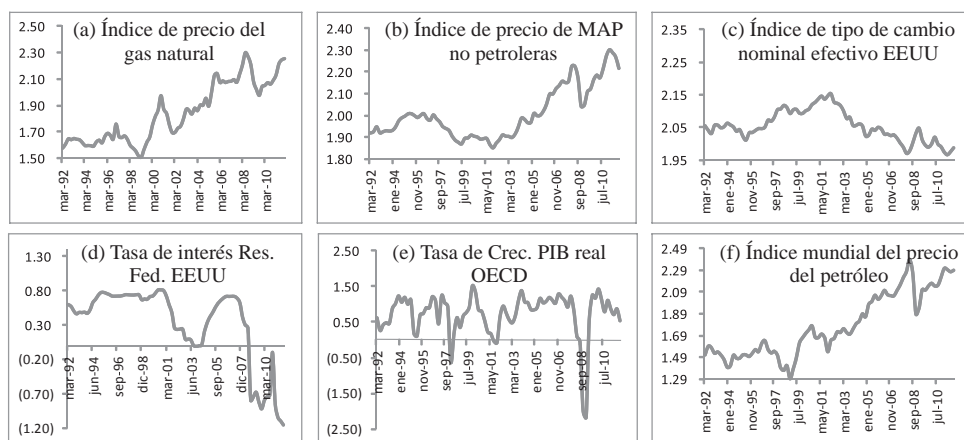 (a) Índice de precio del
gas natural
2.50
2.30
2.10
1.90
1.70
1.50
mar-92
mar-94
mar-96
mar-98
mar-00
mar-02
mar-04
mar-06
mar-08
mar-10
(b) Índice de precio de MAP
no petroleras
2.40
2.30
2.20
2.10
2.00
1.90
1.80
mar-92
ene-94
nov-95
sep-97
jul-99
may-01
mar-03
ene-05
nov-06
sep-08
jul-10
(c) Índice de tipo de cambio
nominal efectivo EEUU
2.25
2.15
2.05
1.95
mar-92
ene-94
nov-95
sep-97
jul-99
may-01
mar-03
ene-05
nov-06
sep-08
jul-10
(d) Tasa de interés Res.
Fed. EEUU
1.30
0.80
0.30
(0.20)
(0.70)
(1.20)
mar-92
jun-94
sep-96
dic-98
mar-01
jun-03
sep-05
dic-07
mar-10
(e) Tasa de Crec. PIB real
OECD
2.50
1.50
0.50
(0.50)
(1.50)
(2.50)
mar-92
ene-94
nov-95
sep-97
jul-99
may-01
mar-03
ene-05
nov-06
sep-08
jul-10
(f) Índice mundial del precio
del petróleo
2.49
2.29
2.09
1.89
1.69
1.49
1.29
mar-92
ene-94
nov-95
sep-97
jul-99
may-01
mar-03
ene-05
nov-06
sep-08
jul-10